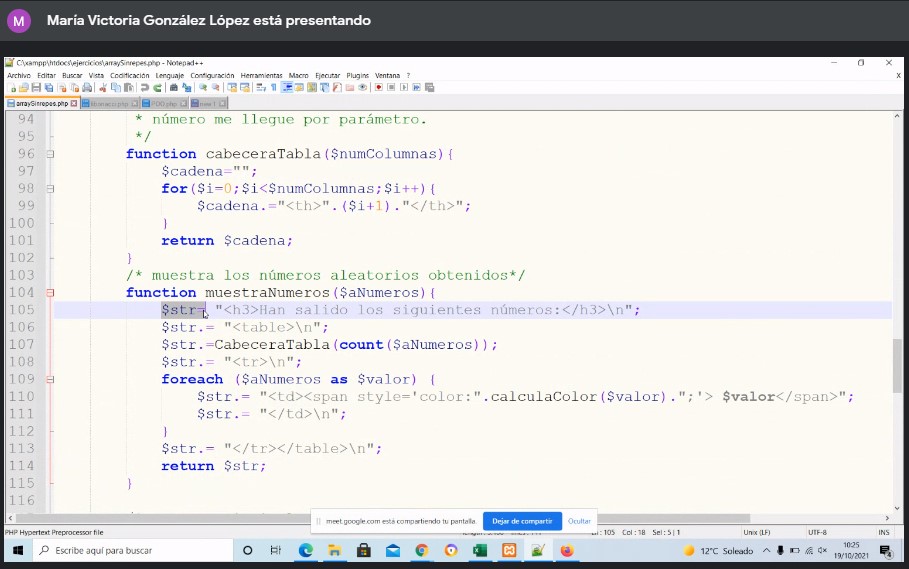 M María Victoria González López está presentando
C:\xampp\htdocs\ejercicios\arraySinrepes.php - Notepad++
Archivo Editar Buscar Vista Codificación Lenguaje Configuración Herramientas Macro Ejecutar Plugins Ventana ? X
arraySinrepes.php
94 * número me llegue por parámetro.
95 */
96 function cabeceraTabla($numColumnas){
97 $cadena="";
98 for($i=0;$i<$numColumnas;$i++){
99 $cadena.="<th>".($i+1)."</th>";
100 }
101 return $cadena;
102 }
103 /* muestra los números aleatorios obtenidos*/
104 function muestraNumeros($aNumeros){
105 $str= "<h3>Han salido los siguientes números:</h3>\n";
106 $str.= "<table>\n";
107 $str.=CabeceraTabla(count($aNumeros));
108 $str.= "<tr>\n";
109 foreach ($aNumeros as $valor) {
110 $str.= "<td><span style='color:".calculaColor($valor).";'> $valor</span>";
111 $str.= "</td>\n";
112 }
113 $str.= "</tr></table>\n";
114 return $str;
115 }
116
meet.google.com está compartiendo tu pantalla. Dejar de compartir Ocultar
PHP Hypertext Preprocessor file Ln : 105 Col : 18 Sel : 5 | 1 Unix (LF) UTF-8 INS
Escribe aquí para buscar 12°C Soleado 10:25
19/10/2021